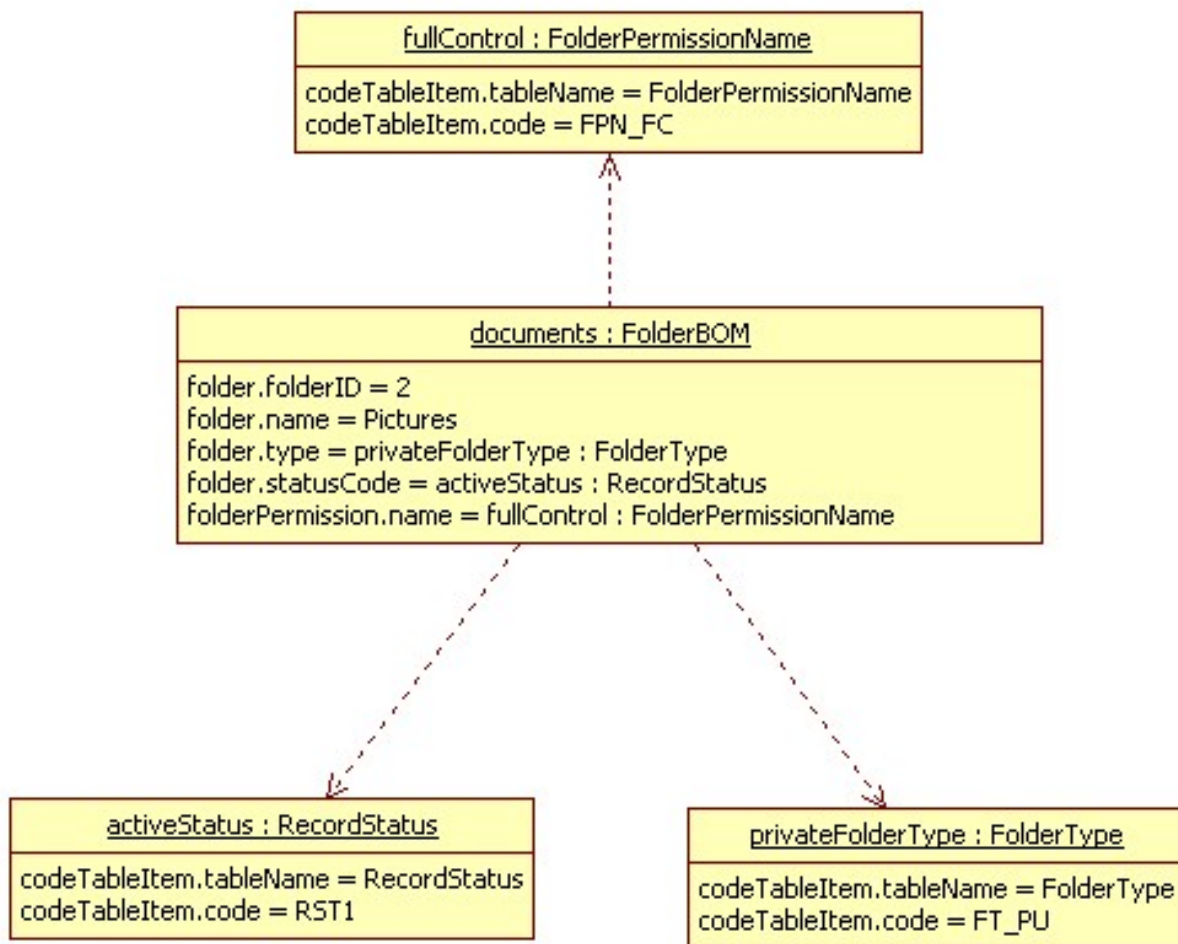 fullControl : FolderPermissionName
codeTableItem.tableName = FolderPermissionName
codeTableItem.code = FPN_FC
documents : FolderBOM
folder.folderID = 2
folder.name = Pictures
folder.type = privateFolderType : FolderType
folder.statusCode = activeStatus : RecordStatus
folderPermission.name = fullControl : FolderPermissionName
activeStatus : RecordStatus
codeTableItem.tableName = RecordStatus
codeTableItem.code = RST1
privateFolderType : FolderType
codeTableItem.tableName = FolderType
codeTableItem.code = FT_PU